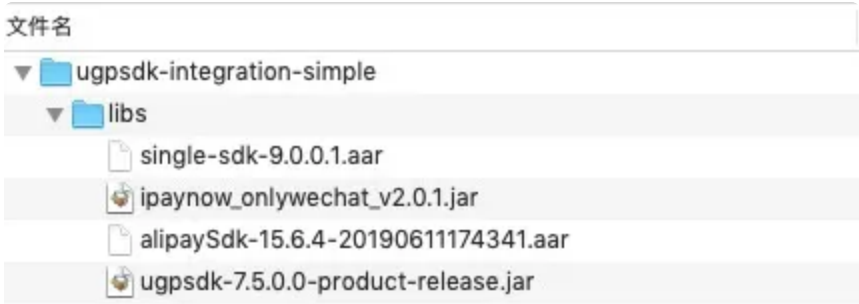 文件名
ugpsdk-integration-simple
libs
single-sdk-9.0.0.1.aar
ipaynow_onlywechat_v2.0.1.jar
alipaySdk-15.6.4-20190611174341.aar
ugpsdk-7.5.0.0-product-release.jar